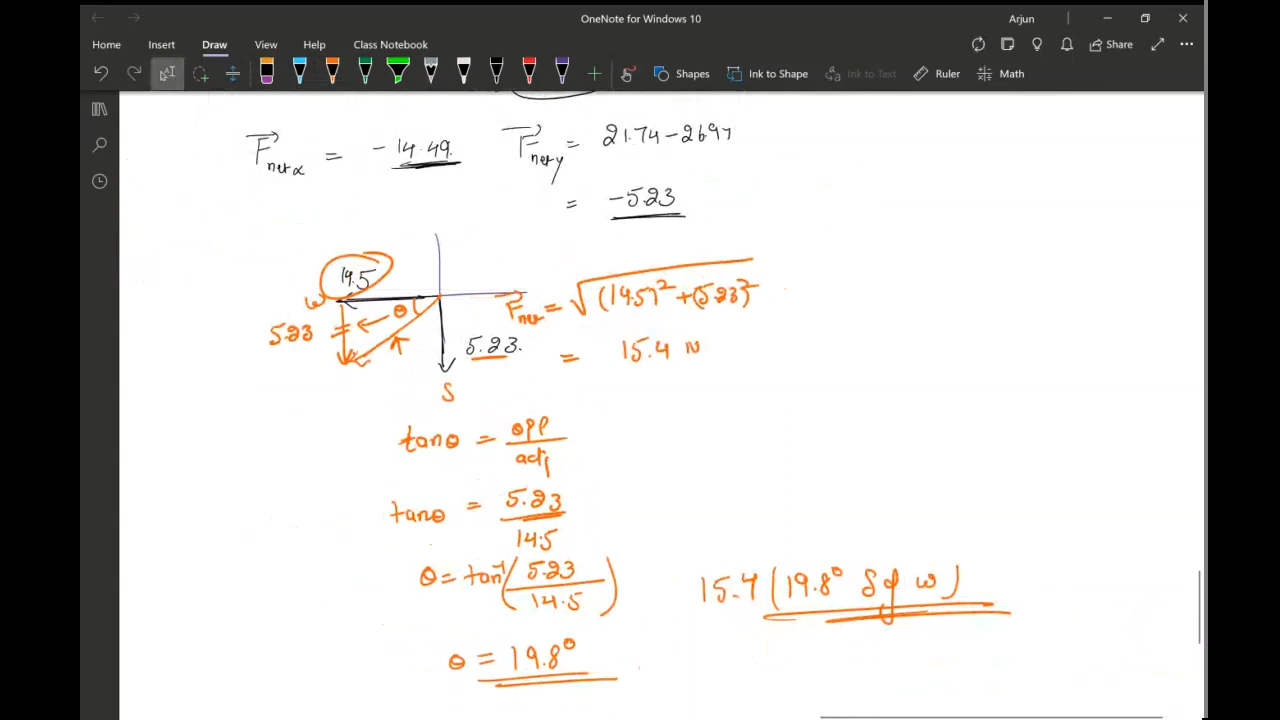 OneNote for Windows 10
Arjun
Home Insert Draw View Help Class Notebook
Share
Shapes Ink to Shape Ink to Text Ruler Math
F net x = -14.49. F net y = 21.74-26.97
= -5.23
14.5
W θ
5.23
F net = √(14.5)² + (5.23)²
5.23.
= 15.4 N
S
tanθ = opp/adj
tanθ = 5.23/14.5
θ = tan⁻¹(5.23/14.5)
15.4 (19.8° S of W)
θ = 19.8°